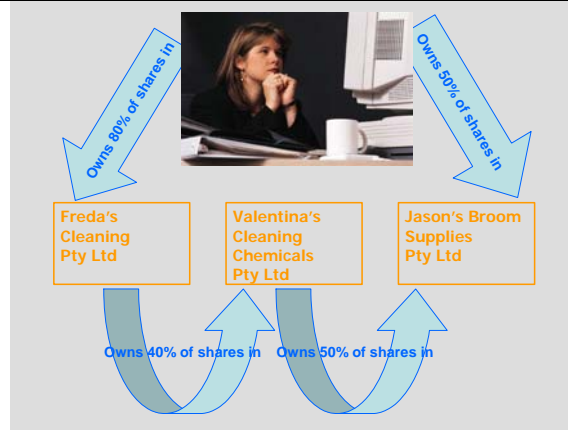 Owns 80% of shares in
Owns 50% of shares in
Freda's
Cleaning
Pty Ltd
Valentina's
Cleaning
Chemicals
Pty Ltd
Jason's Broom
Supplies
Pty Ltd
Owns 40% of shares in
Owns 50% of shares in